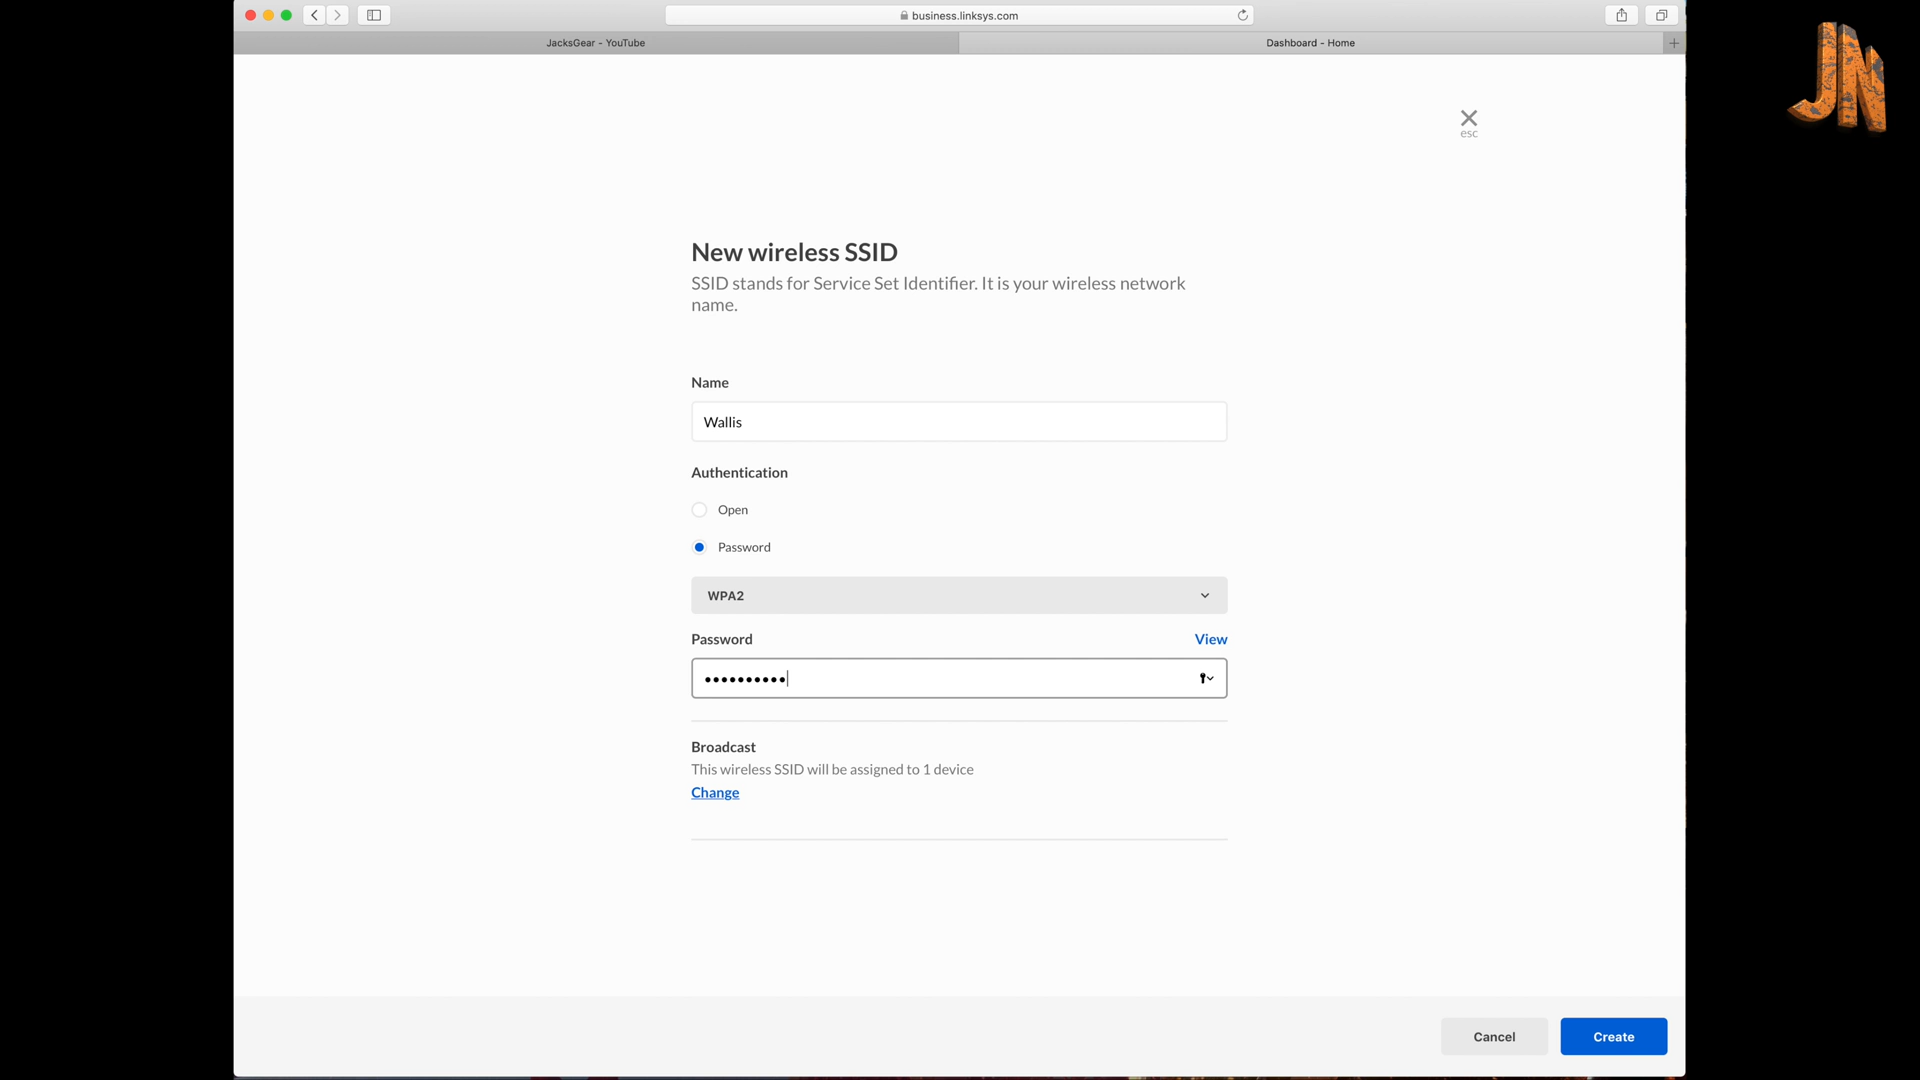 business.linksys.com
JacksGear - YouTube
Dashboard - Home
JN
esc
New wireless SSID
SSID stands for Service Set Identifier. It is your wireless network
name.
Name
Wallis
Authentication
Open
Password
WPA2
Password
View
Broadcast
This wireless SSID will be assigned to 1 device
Change
Cancel
Create